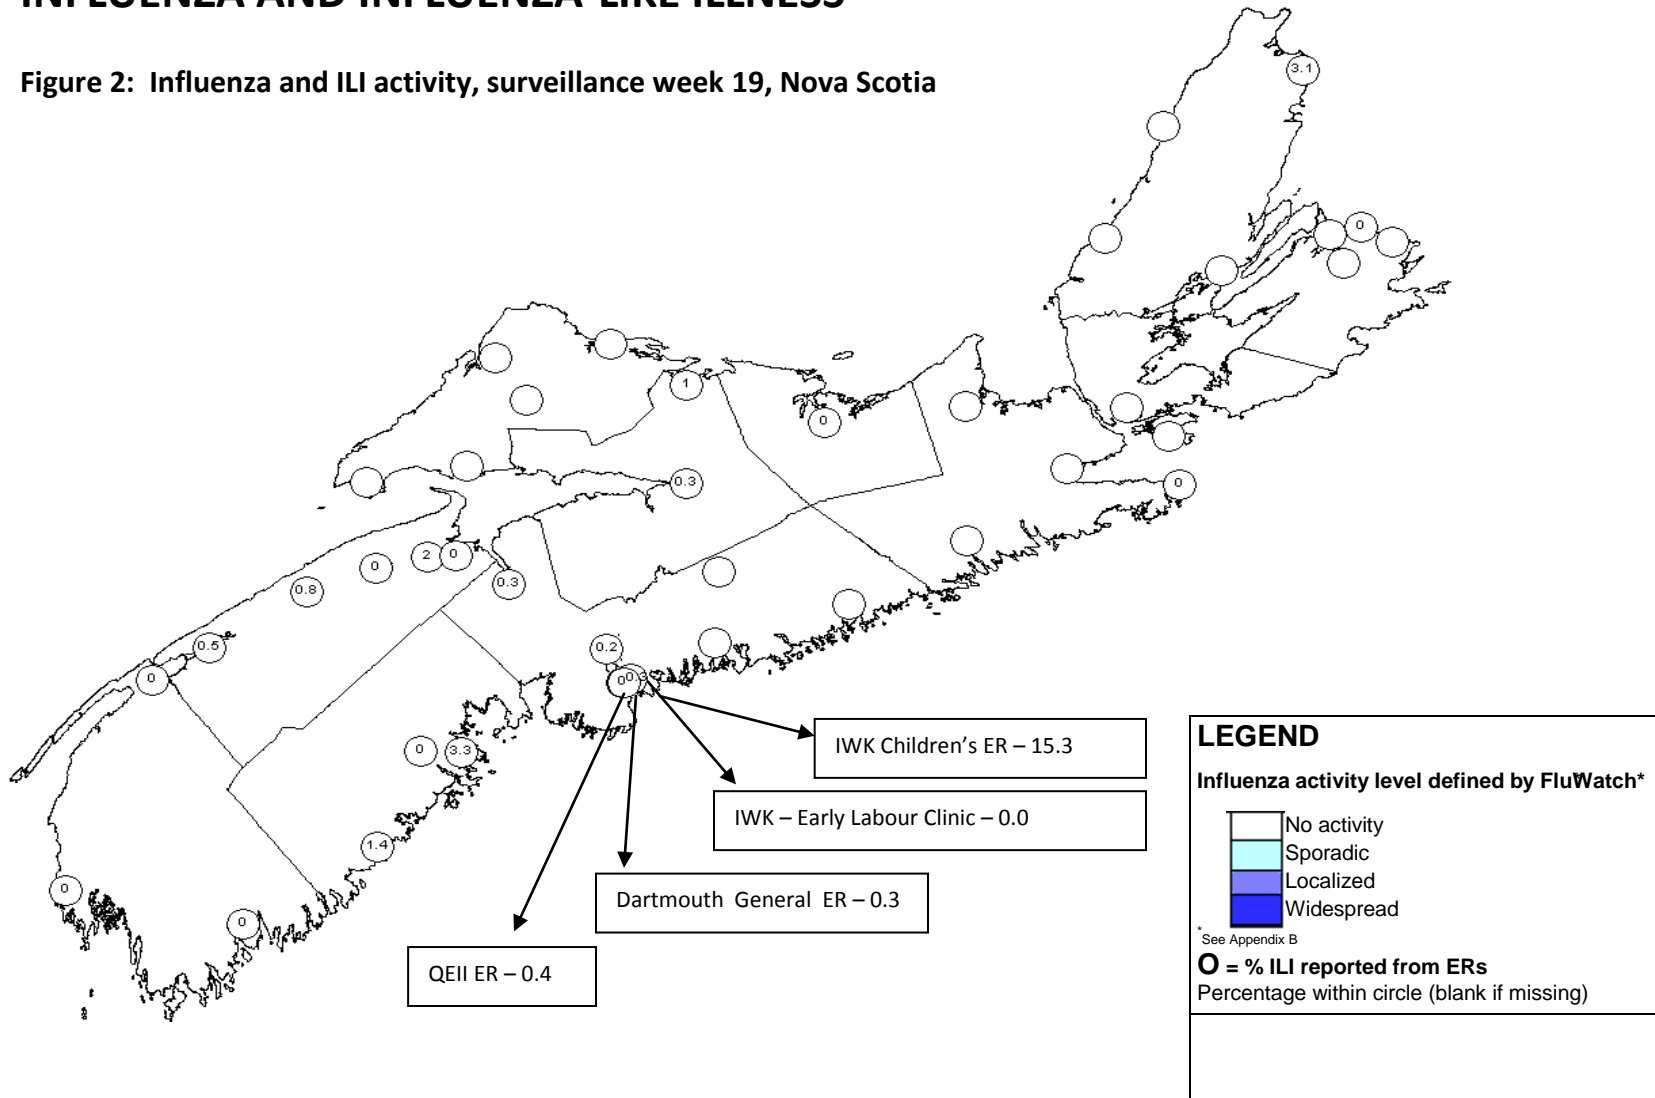 INFLUENZA AND INFLUENZA-LIKE ILLNESS
Figure 2:  Influenza and ILI activity, surveillance week 19, Nova Scotia
3.1
0
1
0
0.3
0
2
0
0
0.3
0.8
0.5
0.2
0
0
0.3
0
3.3
1.4
0
0
IWK Children’s ER – 15.3
IWK – Early Labour Clinic – 0.0
Dartmouth  General  ER – 0.3
QEII ER – 0.4
LEGEND
Influenza activity level defined by FluWatch*
No activity
Sporadic
Localized
Widespread
*See Appendix B
O = % ILI reported from ERs
Percentage within circle (blank if missing)